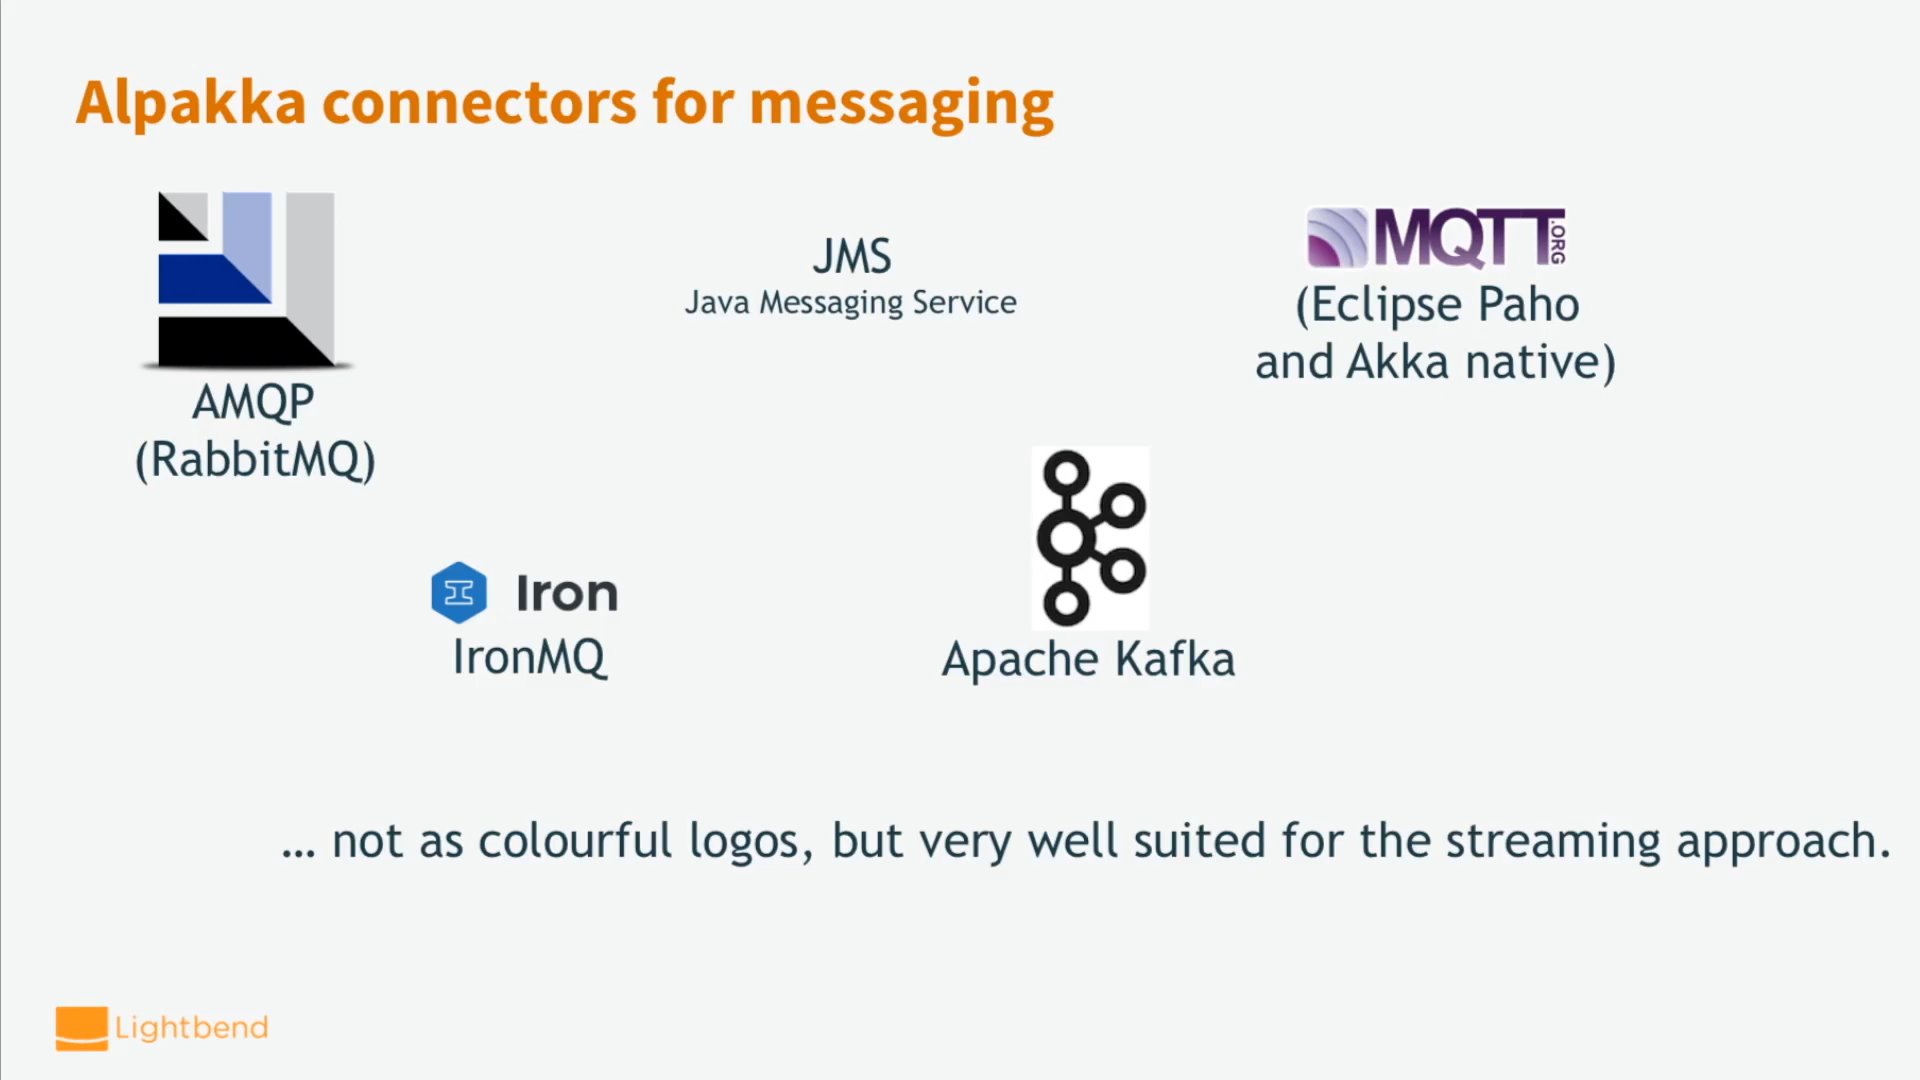 Alpakka connectors for messaging
AMQP
(RabbitMQ)
JMS
Java Messaging Service
MQTT.ORG
(Eclipse Paho
and Akka native)
Iron
IronMQ
Apache Kafka
... not as colourful logos, but very well suited for the streaming approach.
Lightbend